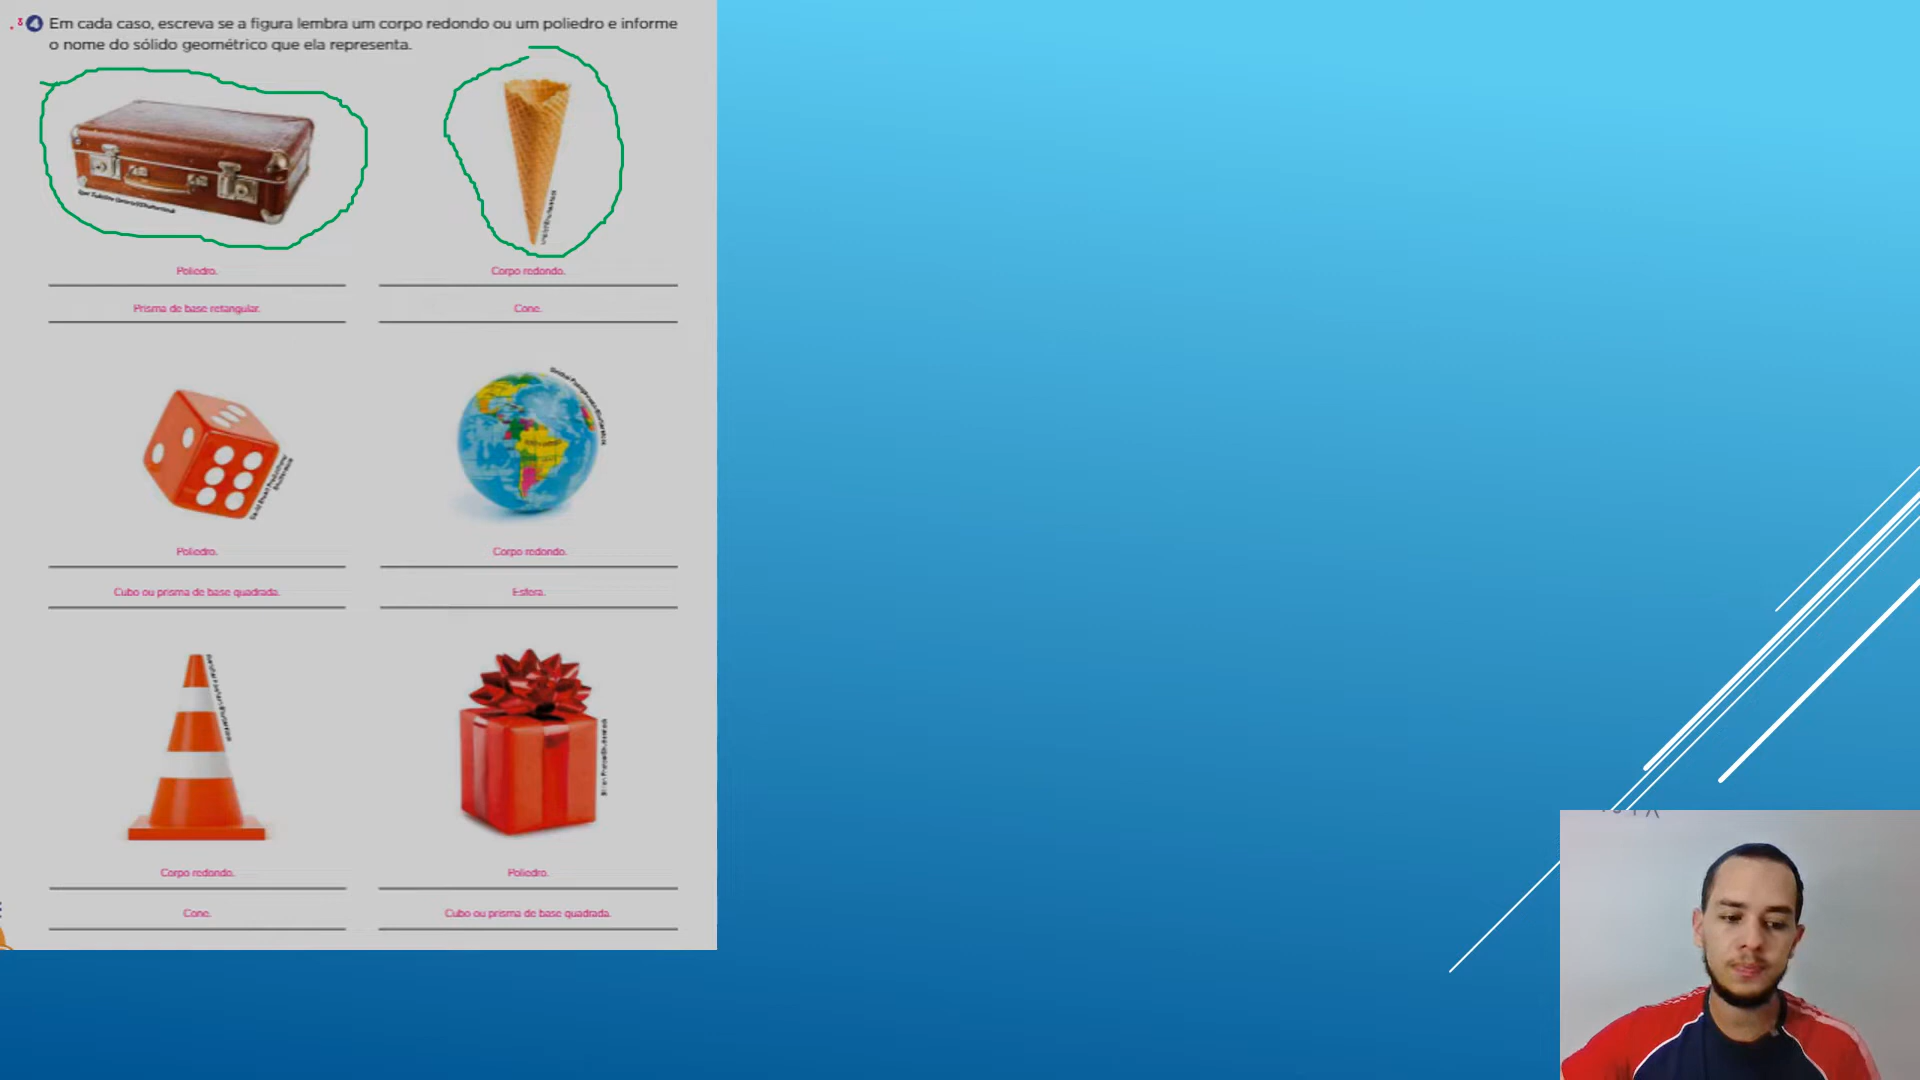 4 Em cada caso, escreva se a figura lembra um corpo redondo ou um poliedro e informe
o nome do sólido geométrico que ela representa.
Poliedro.
Corpo redondo.
Prisma de base retangular.
Cone.
Poliedro.
Corpo redondo.
Cubo ou prisma de base quadrada.
Esfera.
Corpo redondo.
Poliedro.
Cone.
Cubo ou prisma de base quadrada.